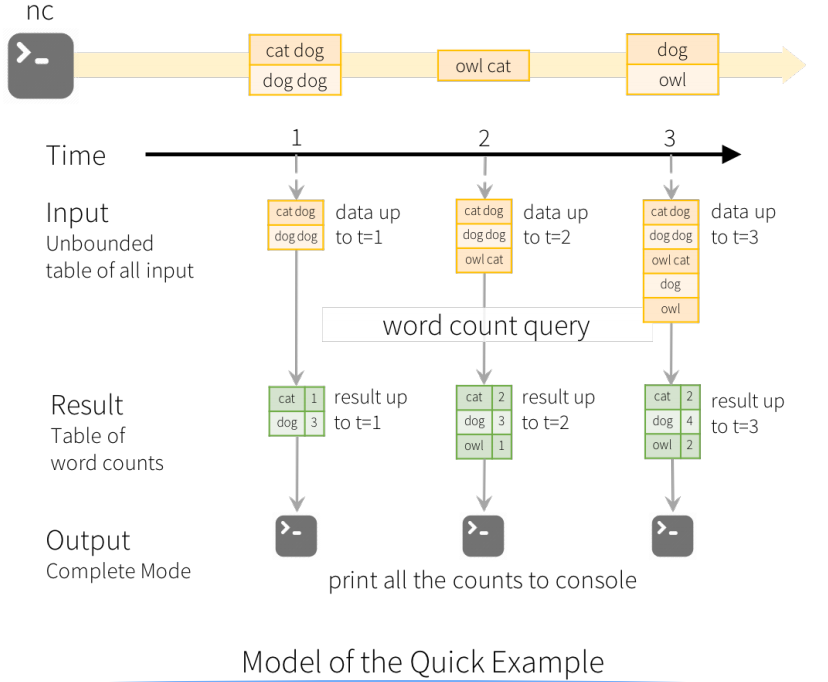 nc
cat dog
dog dog
owl cat
dog
owl
Time
1
2
3
Input
Unbounded
table of all input
cat dog
dog dog
data up
to t=1
cat dog
dog dog
owl cat
data up
to t=2
cat dog
dog dog
owl cat
dog
owl
data up
to t=3
word count query
Result
Table of
word counts
cat 1
dog 3
result up
to t=1
cat 2
dog 3
owl 1
result up
to t=2
cat 2
dog 4
owl 2
result up
to t=3
Output
Complete Mode
print all the counts to console
Model of the Quick Example